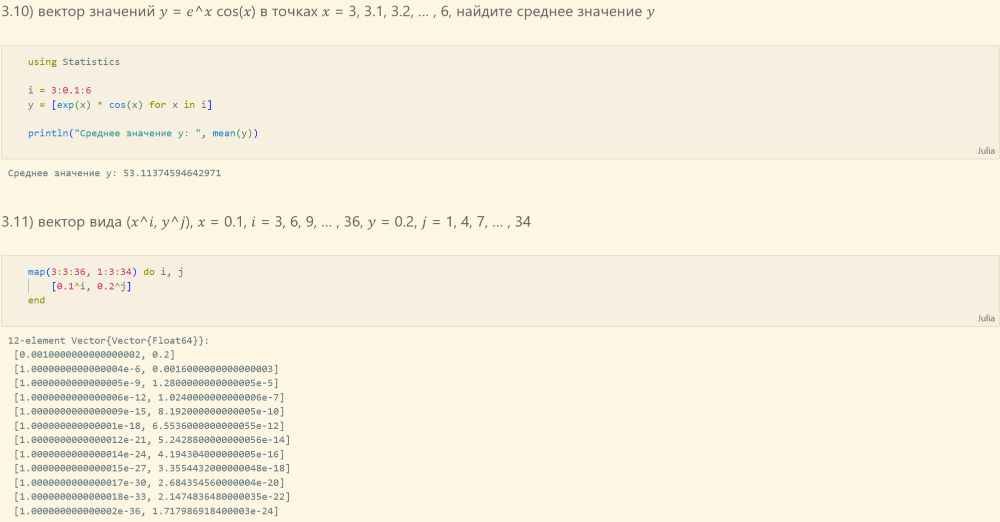 3.10) вектор значений y = e^x cos(x) в точках x = 3, 3.1, 3.2, ... , 6, найдите среднее значение y
using Statistics
i = 3:0.1:6
y = [exp(x) * cos(x) for x in i]
println("Среднее значение y: ", mean(y))
Julia
Среднее значение y: 53.11374594642971
3.11) вектор вида (x^i, y^j), x = 0.1, i = 3, 6, 9, ... , 36, y = 0.2, j = 1, 4, 7, ... , 34
map(3:3:36, 1:3:34) do i, j
[0.1^i, 0.2^j]
end
Julia
12-element Vector{Vector{Float64}}:
[0.0010000000000000002, 0.2]
[1.0000000000000004e-6, 0.0016000000000000003]
[1.0000000000000005e-9, 1.2800000000000005e-5]
[1.0000000000000006e-12, 1.0240000000000006e-7]
[1.0000000000000009e-15, 8.192000000000005e-10]
[1.000000000000001e-18, 6.5536000000000055e-12]
[1.0000000000000012e-21, 5.2428800000000056e-14]
[1.0000000000000014e-24, 4.194304000000005e-16]
[1.0000000000000015e-27, 3.3554432000000048e-18]
[1.0000000000000017e-30, 2.684354560000004e-20]
[1.0000000000000018e-33, 2.1474836480000035e-22]
[1.000000000000002e-36, 1.717986918400003e-24]